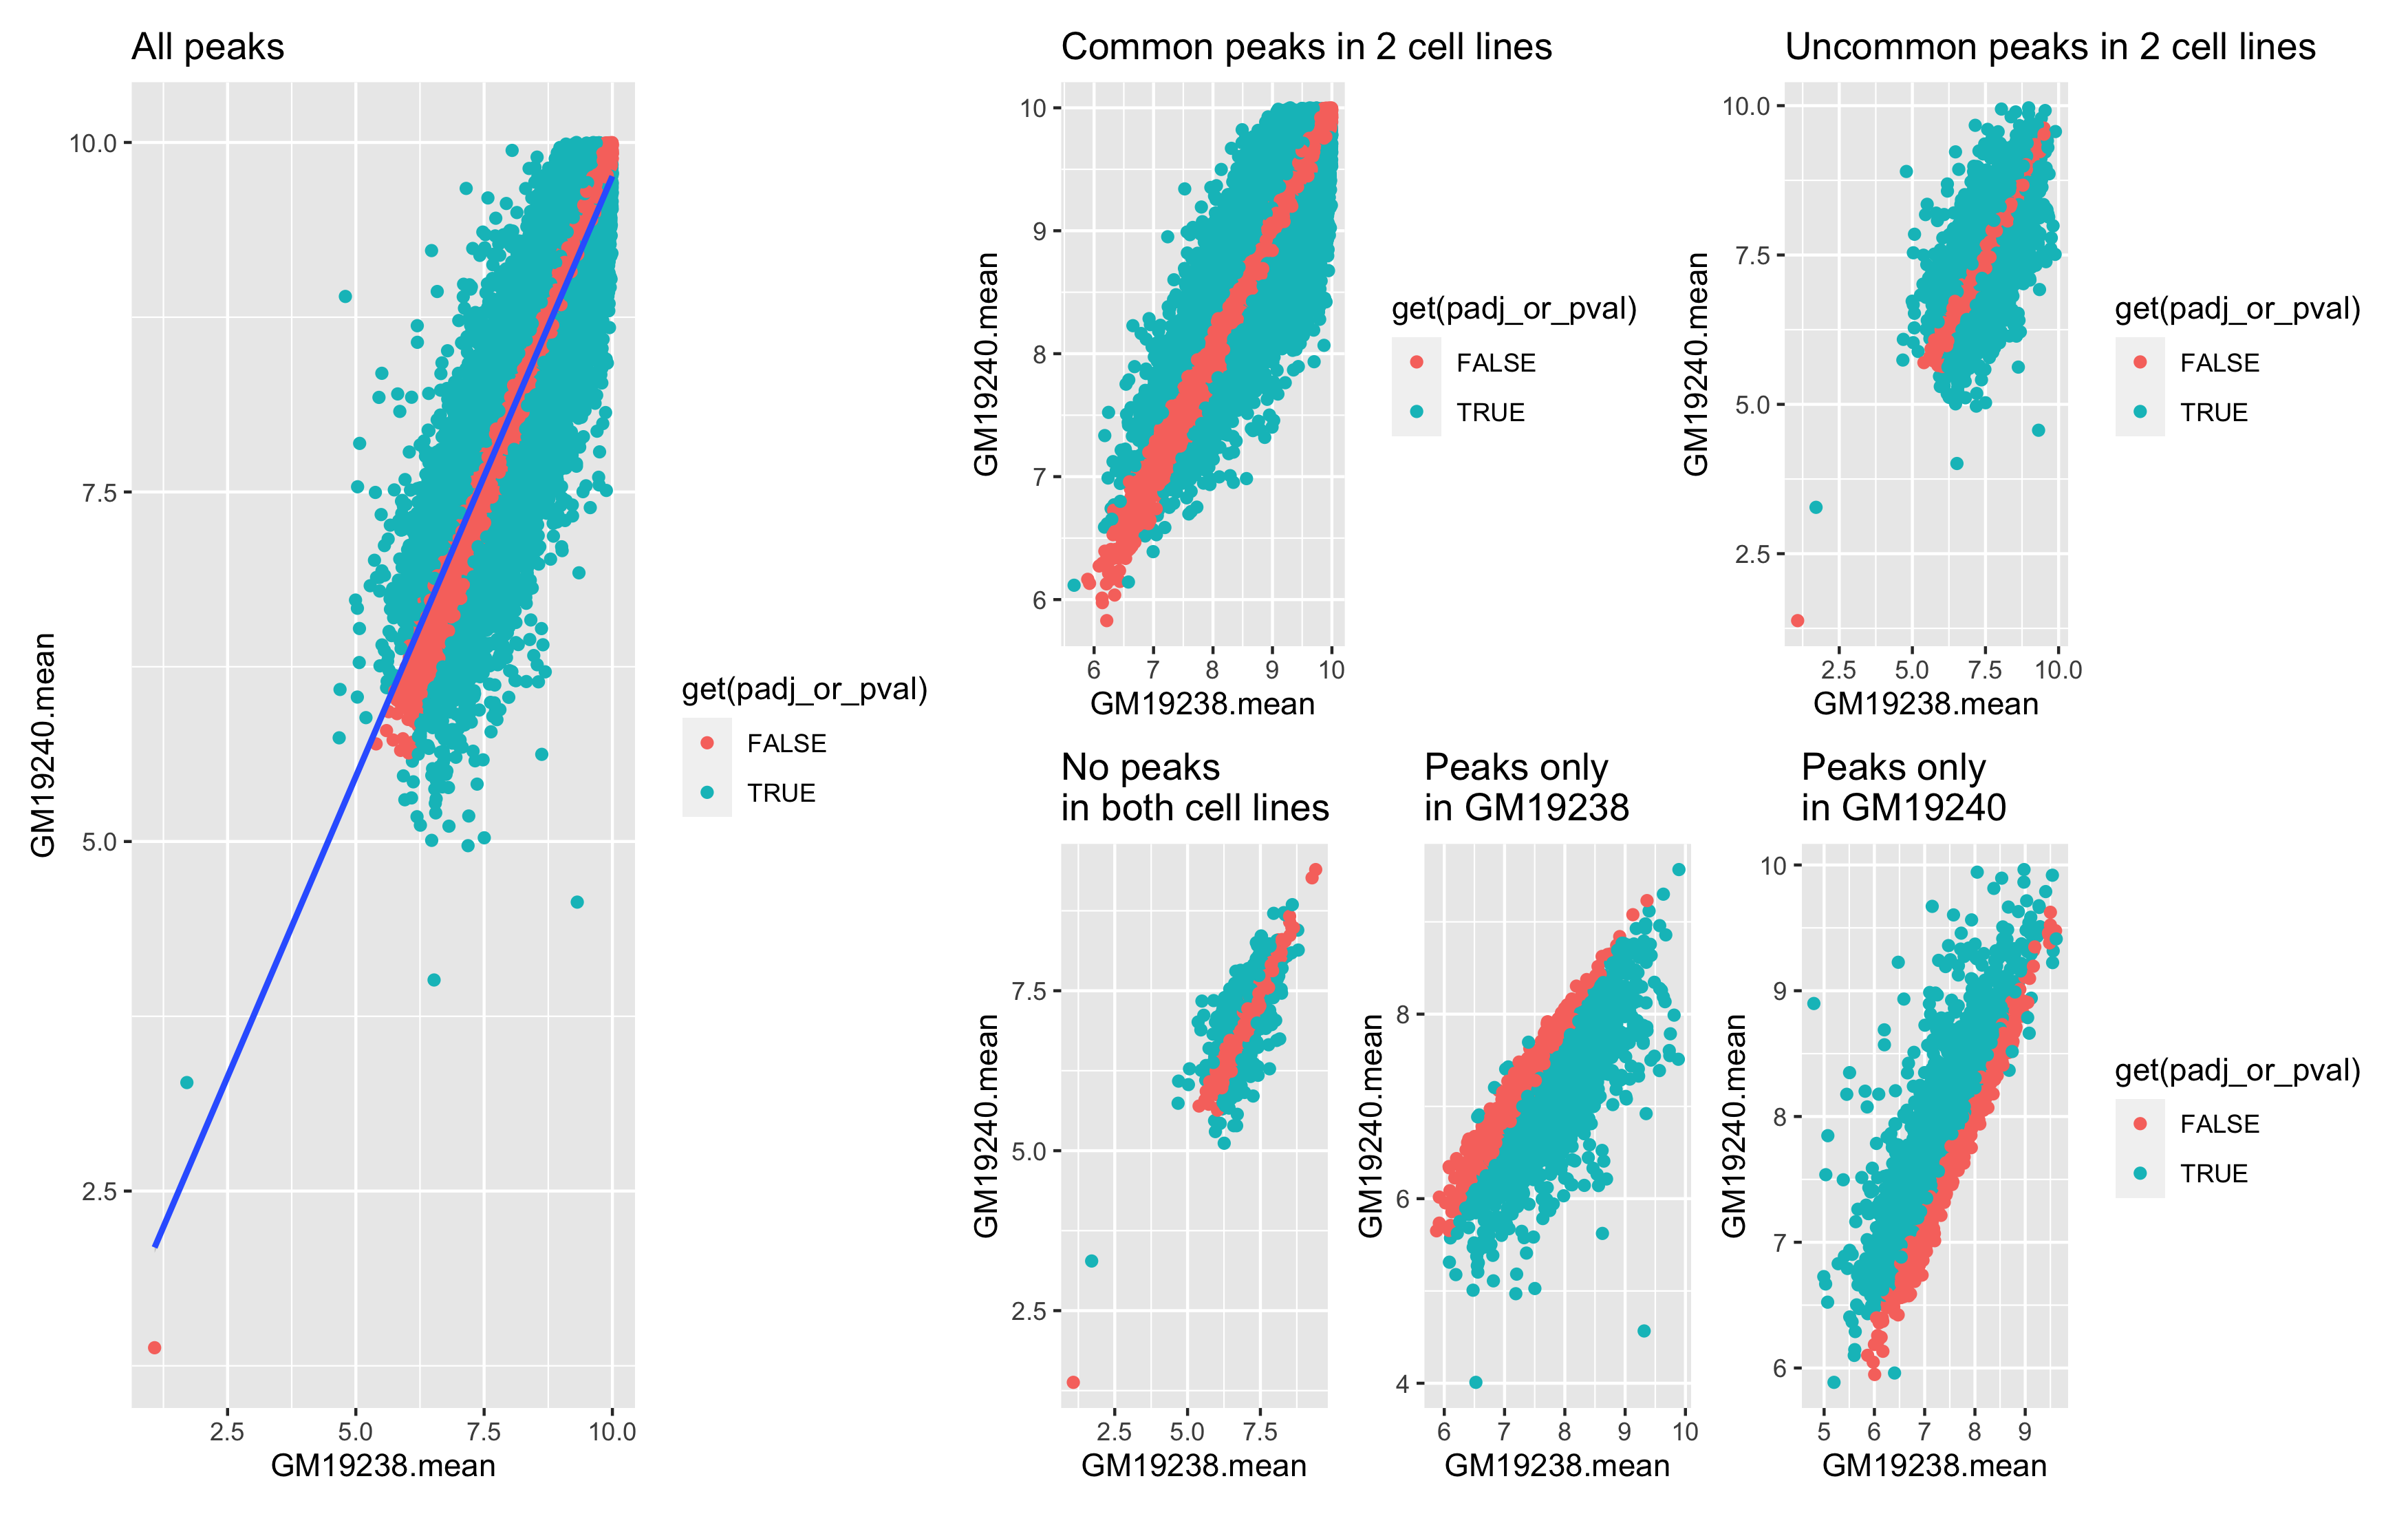 All peaks
10.0
7.5
5.0
2.5
GM19240.mean
2.5 5.0 7.5 10.0
GM19238.mean
get(padj_or_pval)
FALSE
TRUE
Common peaks in 2 cell lines
10
9
8
7
6
GM19240.mean
6 7 8 9 10
GM19238.mean
get(padj_or_pval)
FALSE
TRUE
Uncommon peaks in 2 cell lines
10.0
7.5
5.0
2.5
GM19240.mean
2.5 5.0 7.5 10.0
GM19238.mean
get(padj_or_pval)
FALSE
TRUE
No peaks
in both cell lines
7.5
5.0
2.5
GM19240.mean
2.5 5.0 7.5
GM19238.mean
Peaks only
in GM19238
8
6
4
GM19240.mean
6 7 8 9 10
GM19238.mean
Peaks only
in GM19240
10
9
8
7
6
GM19240.mean
5 6 7 8 9
GM19238.mean
get(padj_or_pval)
FALSE
TRUE